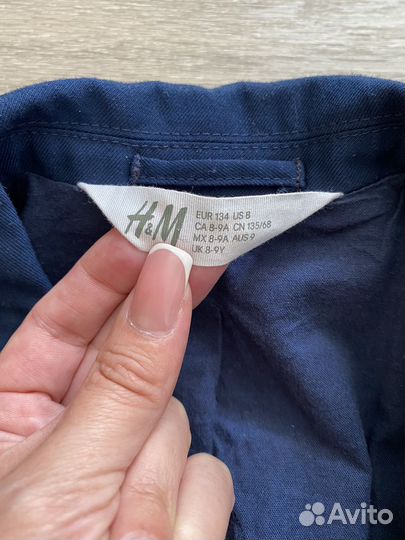 H&M
EUR 134 US 8
CA 8-9A CN 135/68
MX 8-9A AUS 9
UK 8-9Y
Avito